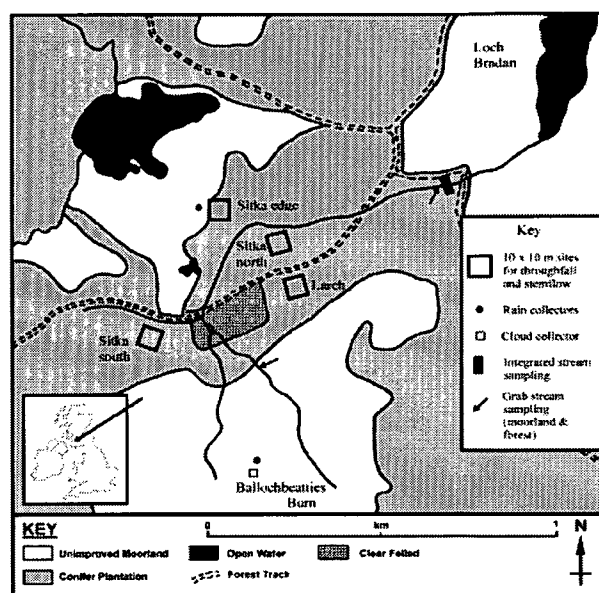 Loch
Bradan
Sitka edge
Sitka
north
Larch
Sitka
south
Ballochbeatties
Burn
Key
10 x 10 m sites
for throughfall
and stemflow
Rain collectors
Cloud collector
Integrated stream
sampling
Grab stream
sampling
(moorland &
forest)
KEY
0 km 1
N
Unimproved Moorland Open Water Clear Felled
Conifer Plantation Forest Track